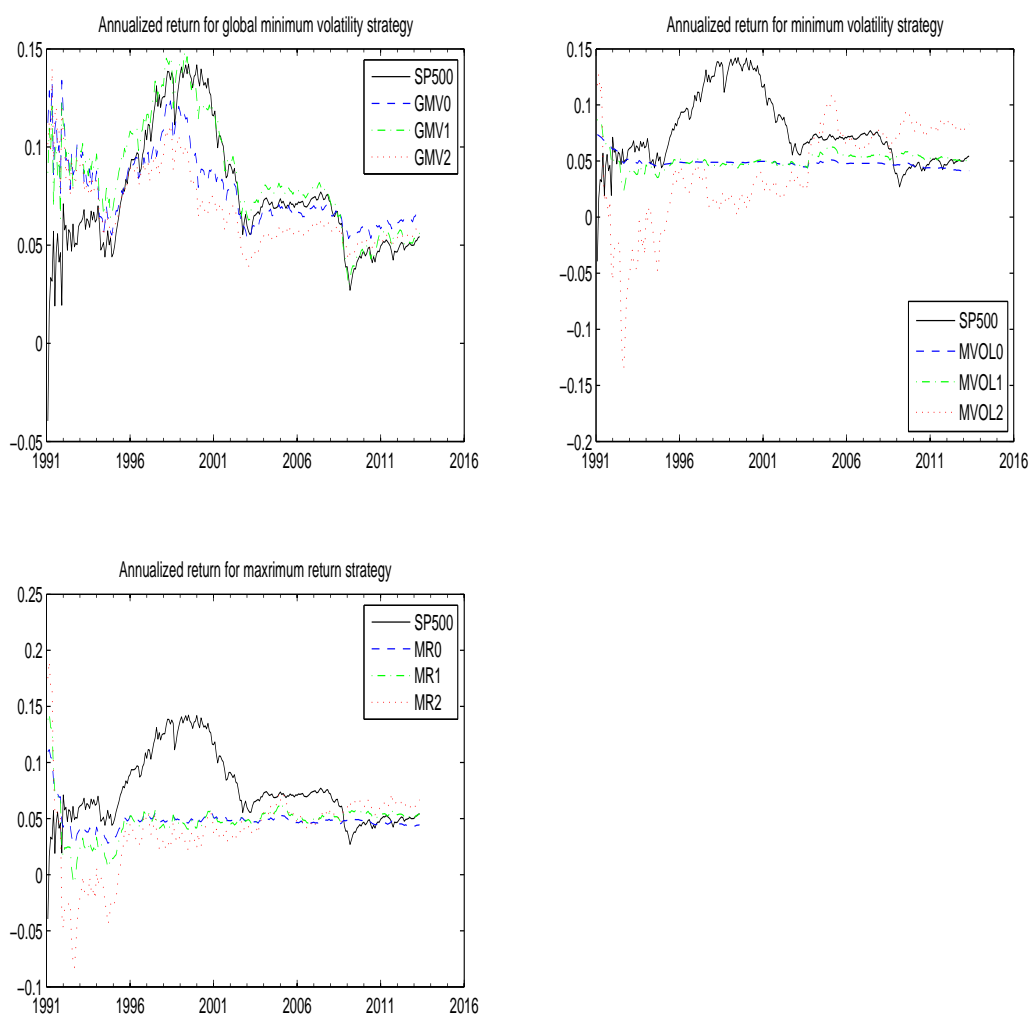 Annualized return for global minimum volatility strategy
0.15
0.1
0.05
0
−0.05
1991 1996 2001 2006 2011 2016
SP500
GMV0
GMV1
GMV2
Annualized return for minimum volatility strategy
0.15
0.1
0.05
0
−0.05
−0.1
−0.15
−0.2
1991 1996 2001 2006 2011 2016
SP500
MVOL0
MVOL1
MVOL2
Annualized return for maxrimum return strategy
0.25
0.2
0.15
0.1
0.05
0
−0.05
−0.1
1991 1996 2001 2006 2011 2016
SP500
MR0
MR1
MR2